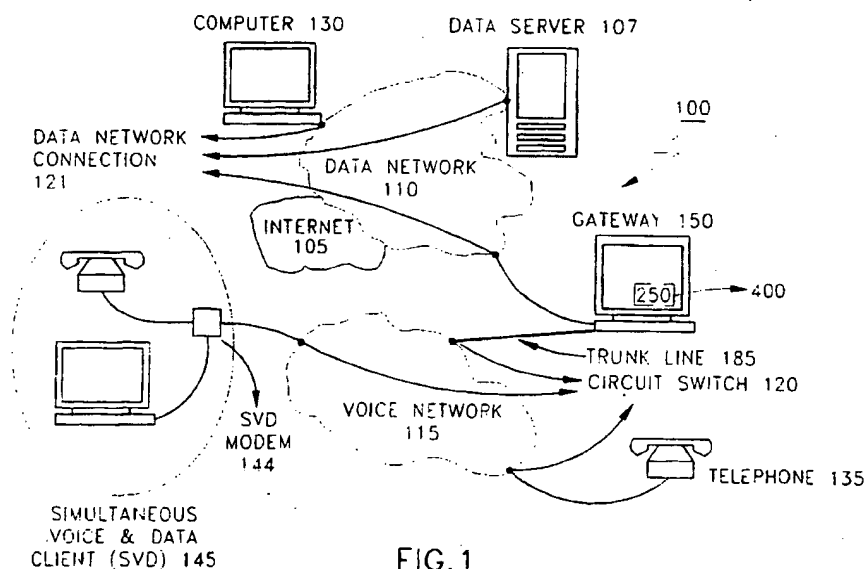 COMPUTER 130
DATA SERVER 107
100
DATA NETWORK
CONNECTION
121
DATA NETWORK
110
INTERNET
105
GATEWAY 150
250
400
TRUNK LINE 185
CIRCUIT SWITCH 120
VOICE NETWORK
115
SVD
MODEM
144
TELEPHONE 135
SIMULTANEOUS
VOICE & DATA
CLIENT (SVD) 145
FIG.1